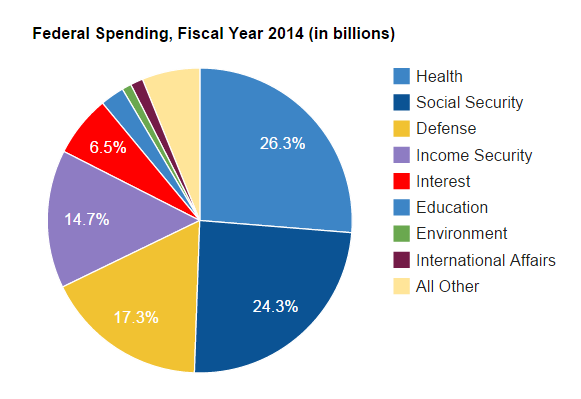 Federal Spending, Fiscal Year 2014 (in billions)
Health
Social Security
Defense
Income Security
Interest
Education
Environment
International Affairs
All Other
26.3%
24.3%
17.3%
14.7%
6.5%